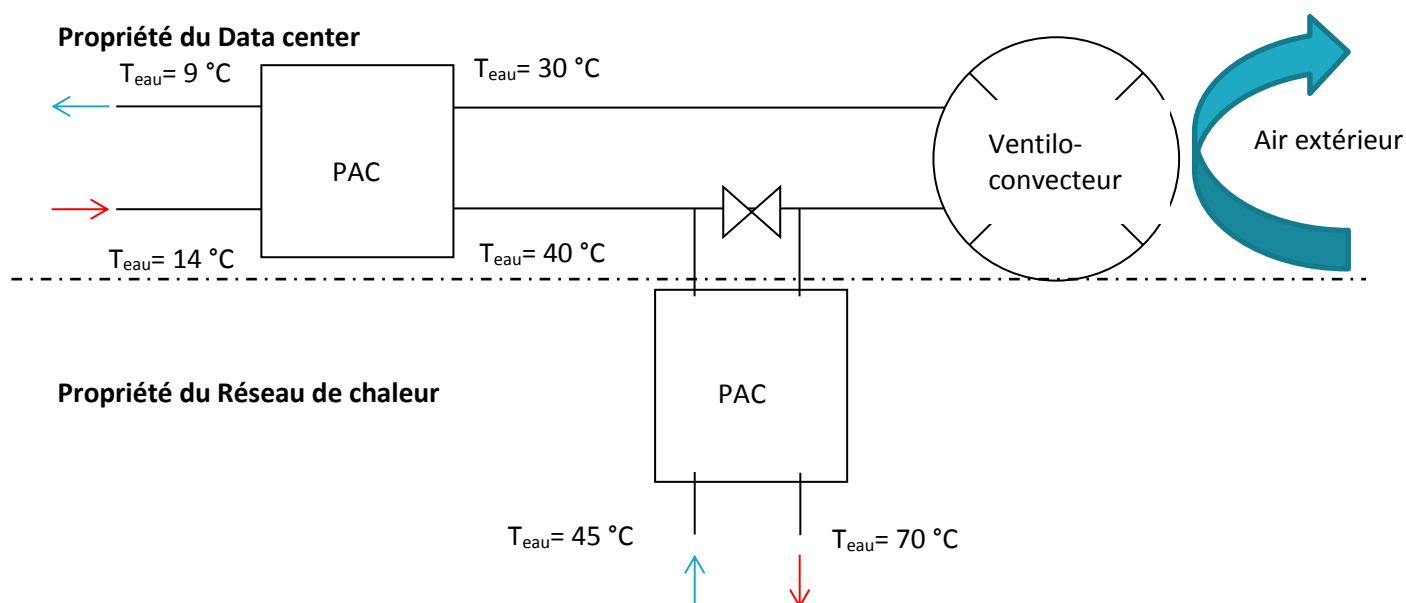 Propriété du Data center
Teau= 9 °C
Teau= 30 °C
PAC
Ventilo-
convecteur
Air extérieur
Teau= 14 °C
Teau= 40 °C
Propriété du Réseau de chaleur
PAC
Teau= 45 °C
Teau= 70 °C